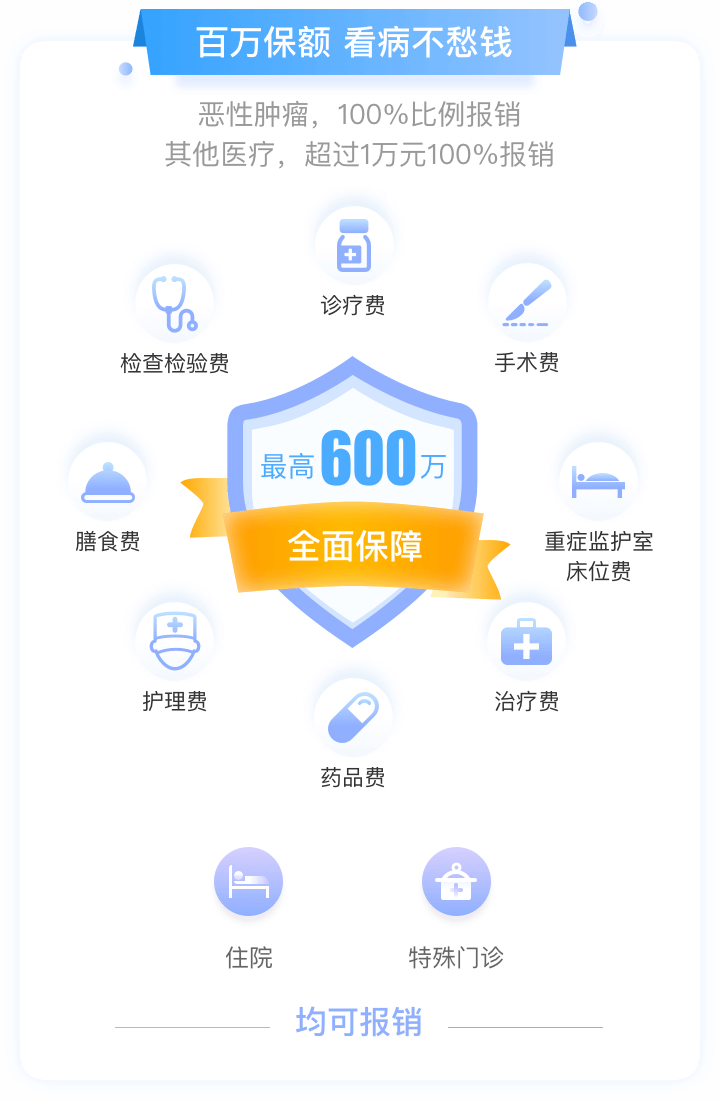 百万保额 看病不愁钱
恶性肿瘤，100%比例报销
其他医疗，超过1万元100%报销
诊疗费
检查检验费
手术费
最高600万
全面保障
膳食费
重症监护室
床位费
护理费
治疗费
药品费
住院
特殊门诊
均可报销